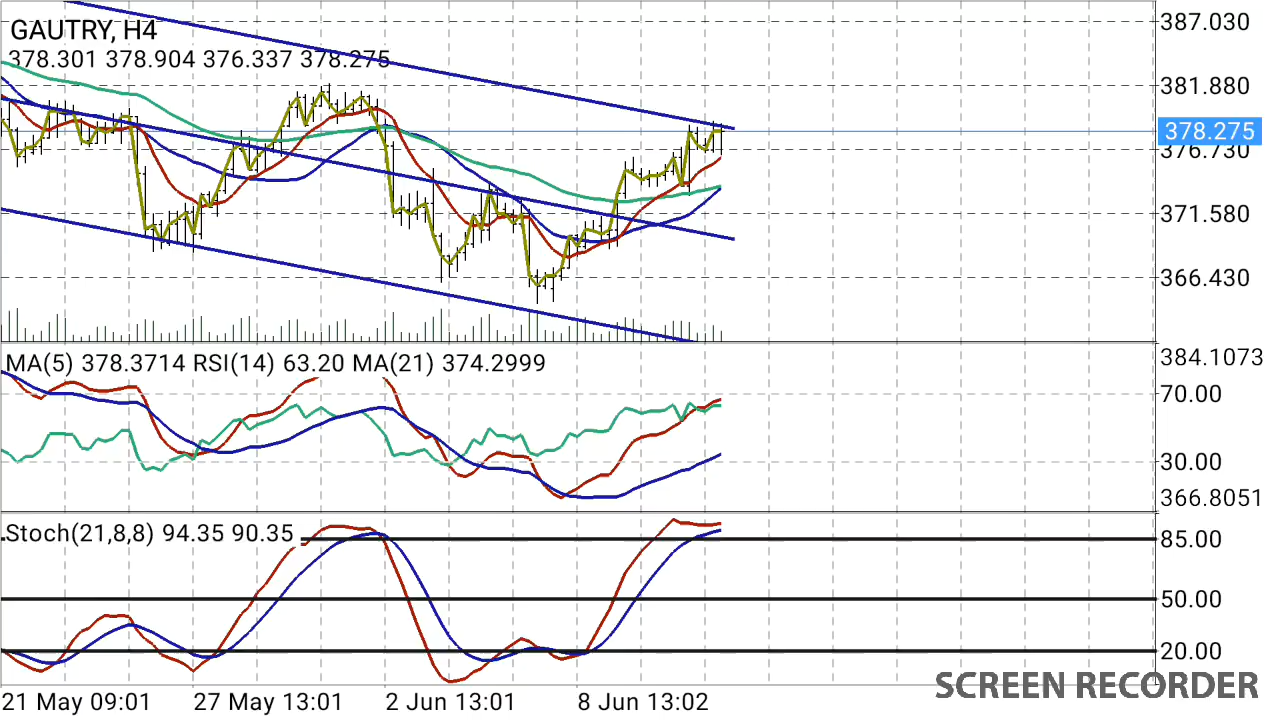 GAUTRY, H4
378.301 378.904 376.337 378.275
387.030
381.880
378.275
376.730
371.580
366.430
MA(5) 378.3714 RSI(14) 63.20 MA(21) 374.2999
384.1073
70.00
30.00
366.8051
Stoch(21,8,8) 94.35 90.35
85.00
50.00
20.00
21 May 09:01 27 May 13:01 2 Jun 13:01 8 Jun 13:02
SCREEN RECORDER